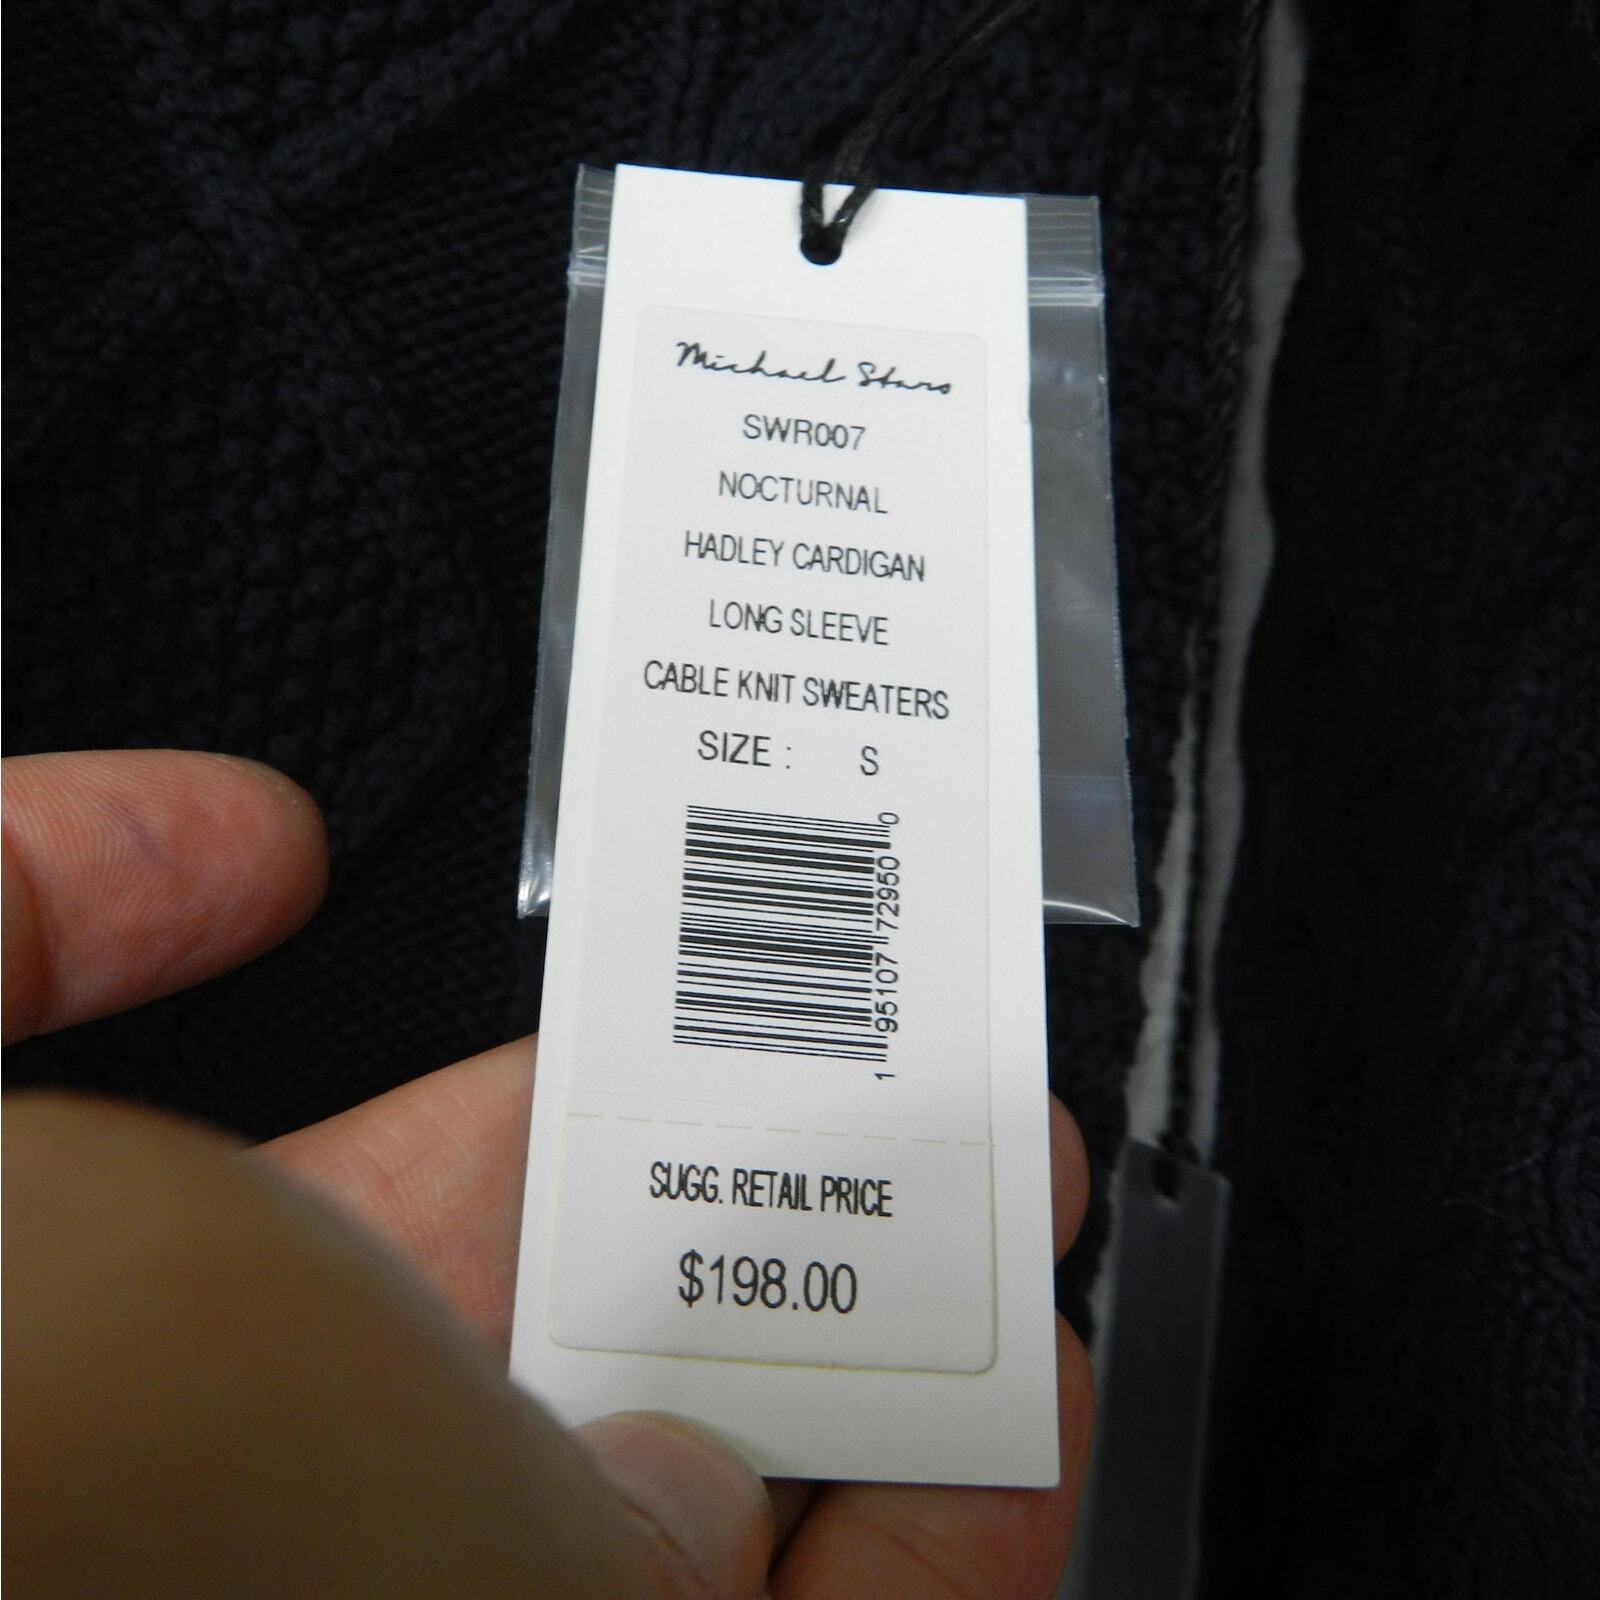 Michael Stars
SWR007
NOCTURNAL
HADLEY CARDIGAN
LONG SLEEVE
CABLE KNIT SWEATERS
SIZE : S
1 95107 72950 0
SUGG. RETAIL PRICE
$198.00